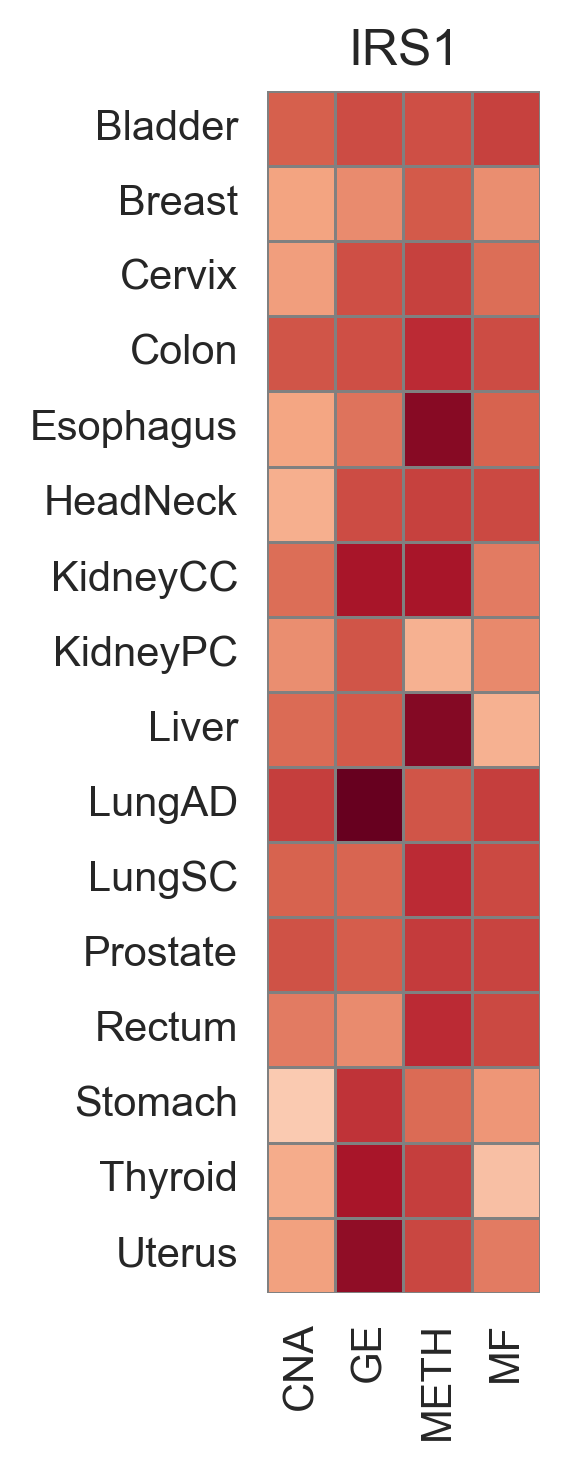 IRS1
Bladder
Breast
Cervix
Colon
Esophagus
HeadNeck
KidneyCC
KidneyPC
Liver
LungAD
LungSC
Prostate
Rectum
Stomach
Thyroid
Uterus
CNA
GE
METH
MF